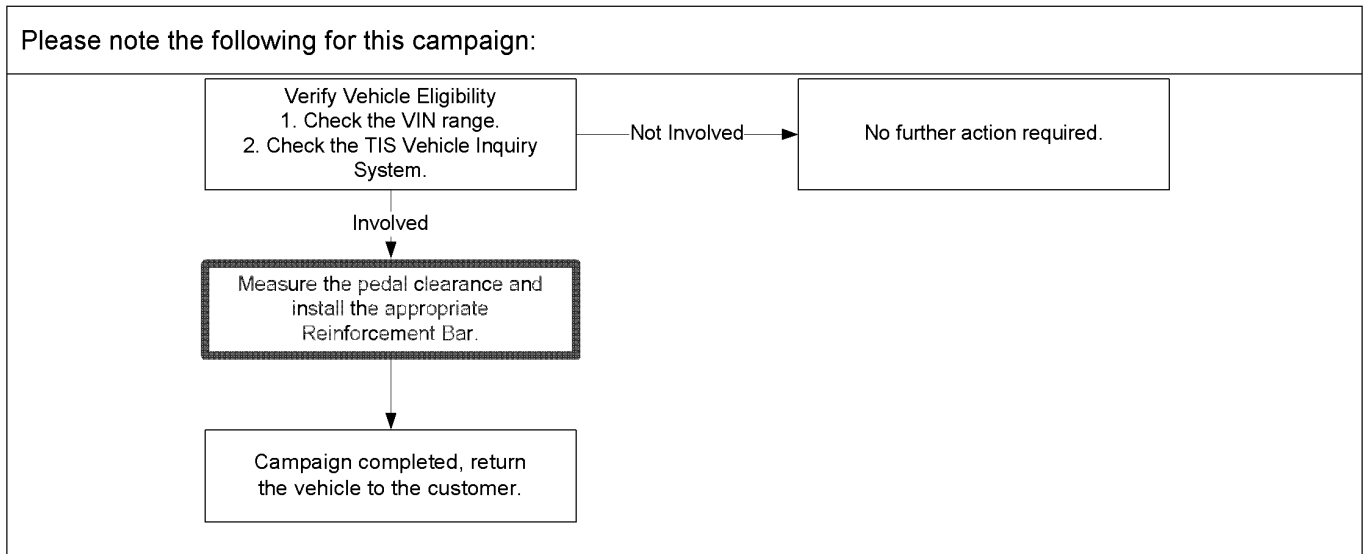 Please note the following for this campaign:
Verify Vehicle Eligibility
1. Check the VIN range.
2. Check the TIS Vehicle Inquiry
System.
Not Involved
No further action required.
Involved
Measure the pedal clearance and
install the appropriate
Reinforcement Bar.
Campaign completed, return
the vehicle to the customer.